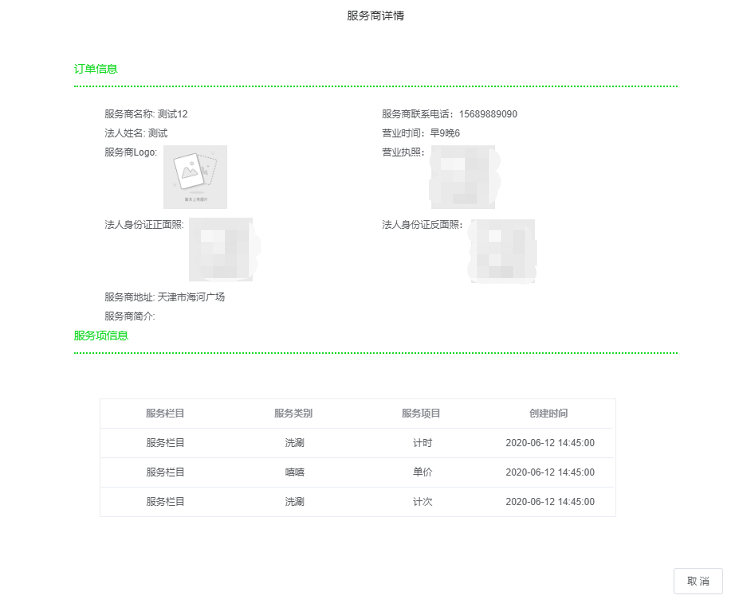 服务商详情
订单信息
服务商名称: 测试12 服务商联系电话：15689889090
法人姓名: 测试 营业时间：早9晚6
服务商Logo: 营业执照：
法人身份证正面照: 法人身份证反面照：
服务商地址: 天津市海河广场
服务商简介:
服务项信息
服务栏目 服务类别 服务项目 创建时间
服务栏目 洗涮 计时 2020-06-12 14:45:00
服务栏目 嘻嘻 单价 2020-06-12 14:45:00
服务栏目 洗涮 计次 2020-06-12 14:45:00
取 消